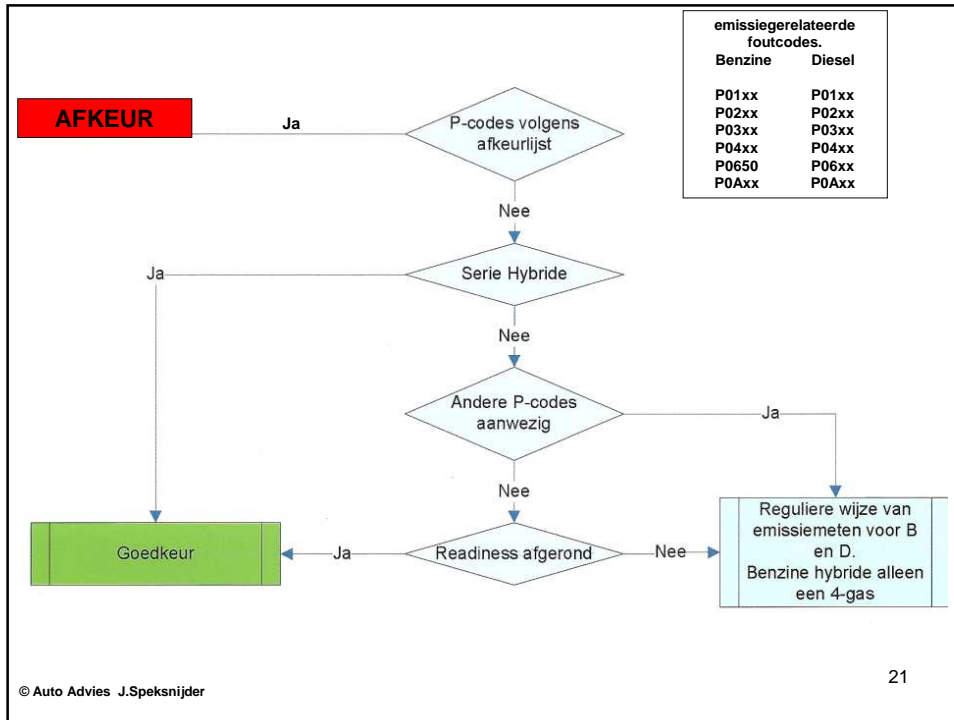 emissiegerelateerde
foutcodes.
Benzine Diesel
P01xx P01xx
P02xx P02xx
P03xx P03xx
P04xx P04xx
P0650 P06xx
P0Axx P0Axx
AFKEUR
Ja
P-codes volgens
afkeurlijst
Nee
Ja
Serie Hybride
Nee
Andere P-codes
aanwezig
Ja
Nee
Goedkeur
Ja
Readiness afgerond
Nee
Reguliere wijze van
emissiemeten voor B
en D.
Benzine hybride alleen
een 4-gas
© Auto Advies J.Speksnijder
21